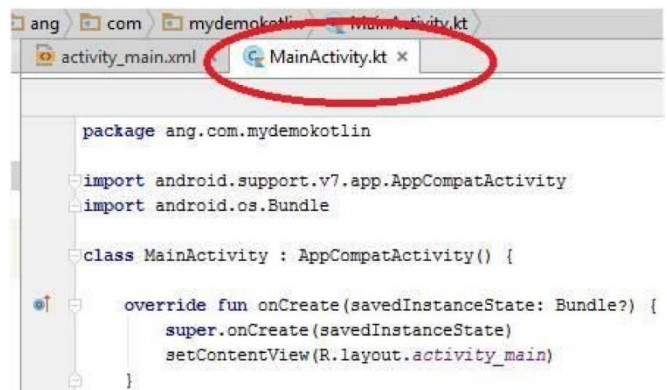 ang com mydemokotlin MainActivity.kt
activity_main.xml MainActivity.kt
package ang.com.mydemokotlin
import android.support.v7.app.AppCompatActivity
import android.os.Bundle
class MainActivity : AppCompatActivity() {
override fun onCreate(savedInstanceState: Bundle?) {
super.onCreate(savedInstanceState)
setContentView(R.layout.activity_main)
}